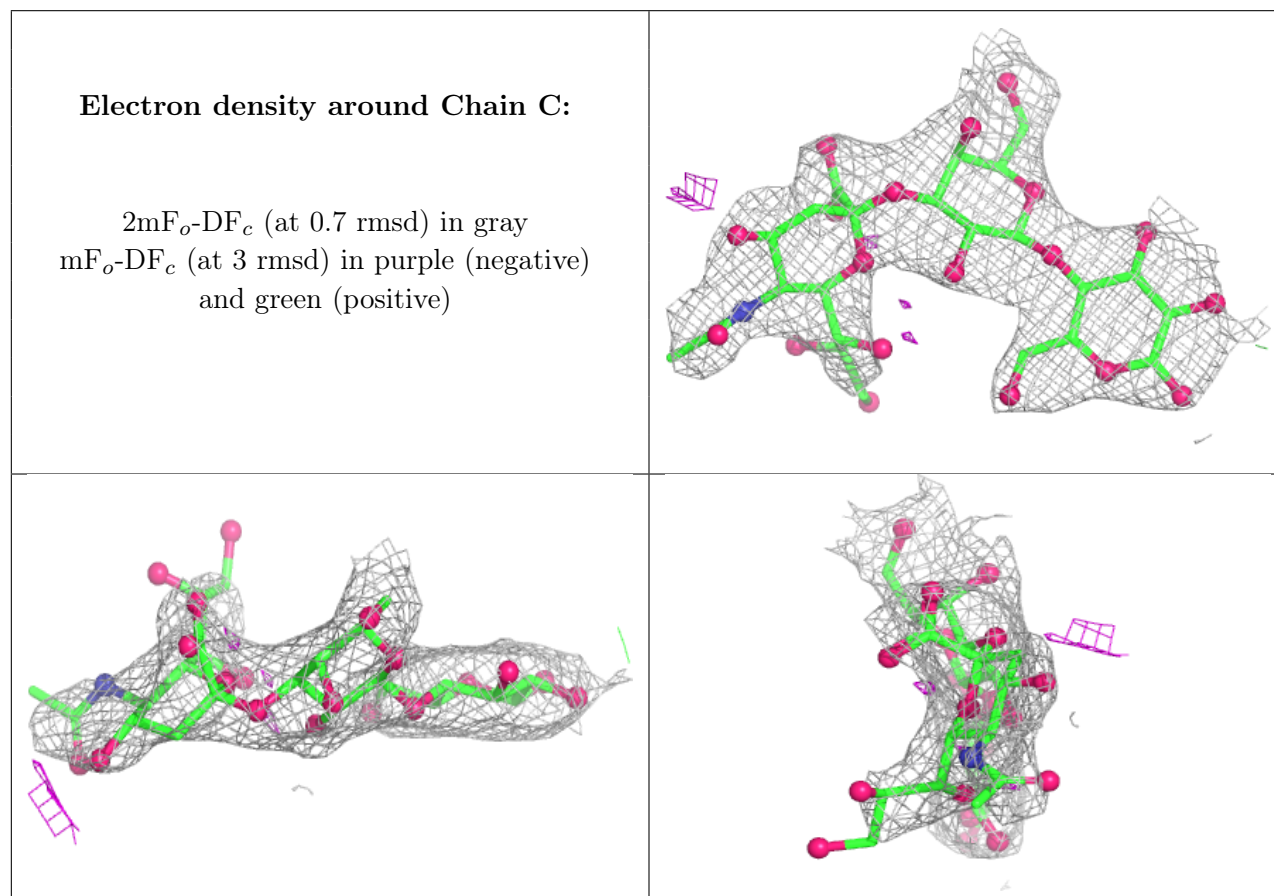 Electron density around Chain C:
2mFo-DFc (at 0.7 rmsd) in gray
mFo-DFc (at 3 rmsd) in purple (negative)
and green (positive)